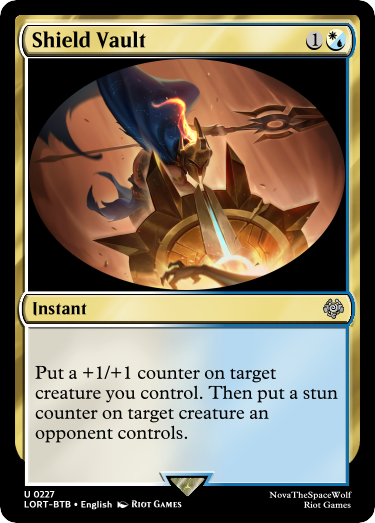 Shield Vault
1
Instant
Put a +1/+1 counter on target
creature you control. Then put a stun
counter on target creature an
opponent controls.
U 0227
LORT-BTB • English RIOT GAMES
NovaTheSpaceWolf
Riot Games